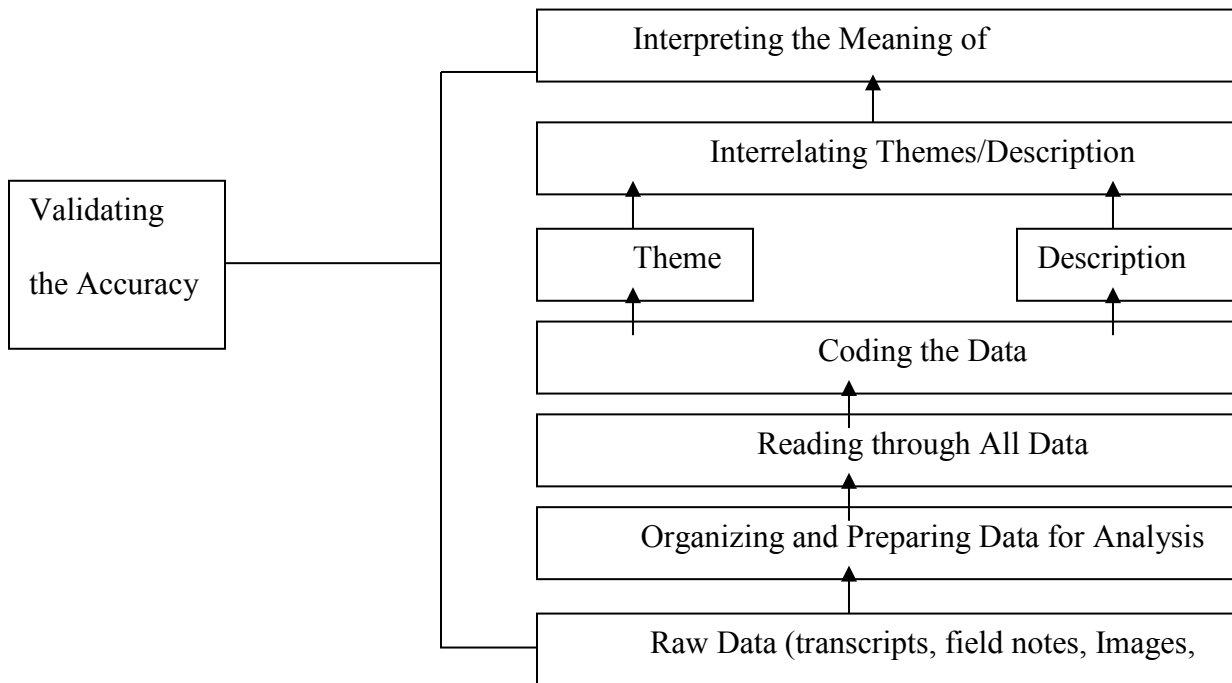 Interpreting the Meaning of
Interrelating Themes/Description
Validating
the Accuracy
Theme
Description
Coding the Data
Reading through All Data
Organizing and Preparing Data for Analysis
Raw Data (transcripts, field notes, Images,